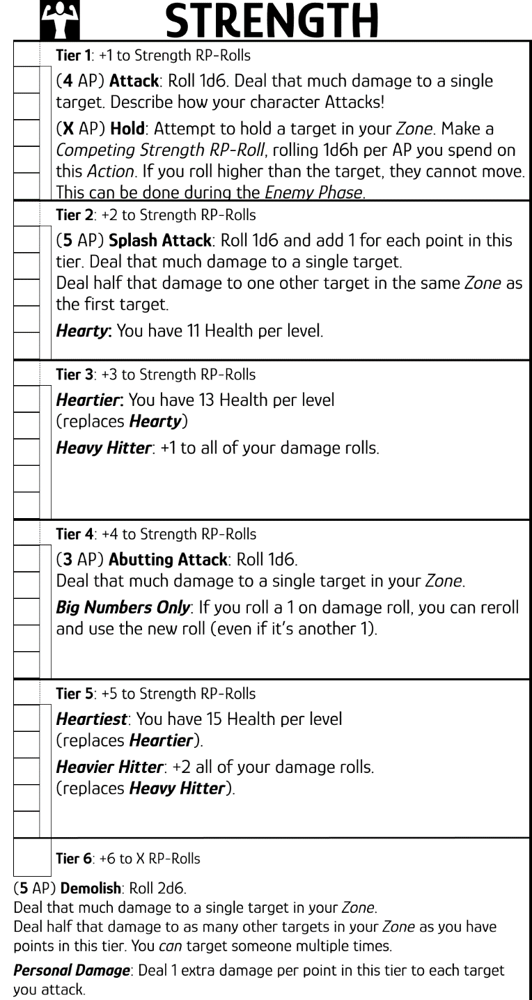 STRENGTH
Tier 1: +1 to Strength RP-Rolls
(4 AP) Attack: Roll 1d6. Deal that much damage to a single
target. Describe how your character Attacks!
(X AP) Hold: Attempt to hold a target in your Zone. Make a
Competing Strength RP-Roll, rolling 1d6h per AP you spend on
this Action. If you roll higher than the target, they cannot move.
This can be done during the Enemy Phase.
Tier 2: +2 to Strength RP-Rolls
(5 AP) Splash Attack: Roll 1d6 and add 1 for each point in this
tier. Deal that much damage to a single target.
Deal half that damage to one other target in the same Zone as
the first target.
Hearty: You have 11 Health per level.
Tier 3: +3 to Strength RP-Rolls
Heartier: You have 13 Health per level
(replaces Hearty)
Heavy Hitter: +1 to all of your damage rolls.
Tier 4: +4 to Strength RP-Rolls
(3 AP) Abutting Attack: Roll 1d6.
Deal that much damage to a single target in your Zone.
Big Numbers Only: If you roll a 1 on damage roll, you can reroll
and use the new roll (even if it's another 1).
Tier 5: +5 to Strength RP-Rolls
Heartiest: You have 15 Health per level
(replaces Heartier).
Heavier Hitter: +2 all of your damage rolls.
(replaces Heavy Hitter).
Tier 6: +6 to X RP-Rolls
(5 AP) Demolish: Roll 2d6.
Deal that much damage to a single target in your Zone.
Deal half that damage to as many other targets in your Zone as you have
points in this tier. You can target someone multiple times.
Personal Damage: Deal 1 extra damage per point in this tier to each target
you attack.